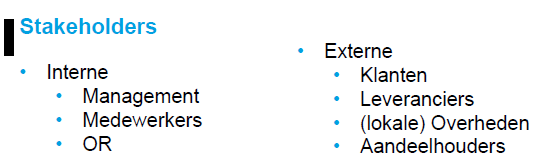 Stakeholders
• Interne
• Management
• Medewerkers
• OR
• Externe
• Klanten
• Leveranciers
• (lokale) Overheden
• Aandeelhouders